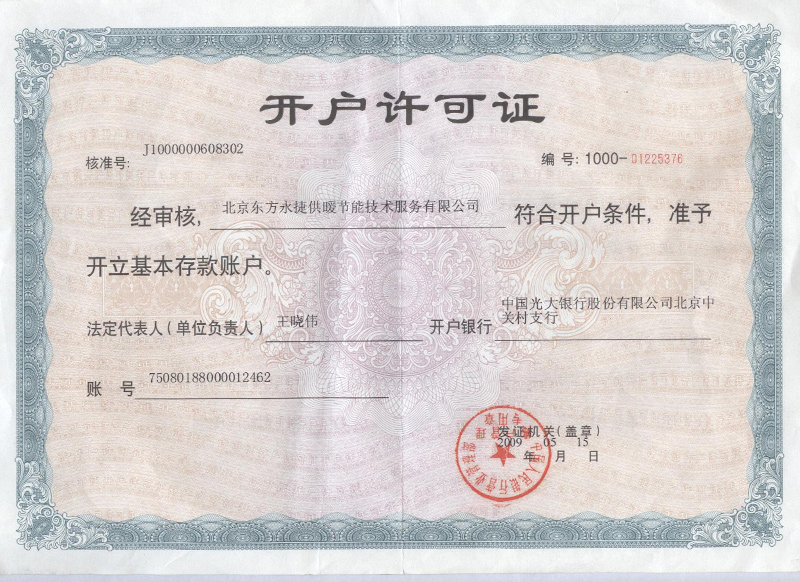 开户许可证
核准号: J1000000608302
编号: 1000-01225376
经审核, 北京东方永捷供暖节能技术服务有限公司 符合开户条件, 准予
开立基本存款账户。
法定代表人(单位负责人) 王晓伟 开户银行 中国光大银行股份有限公司北京中
关村支行
账 号 75080188000012462
发证机关(盖章)
2009 05 15
年 月 日